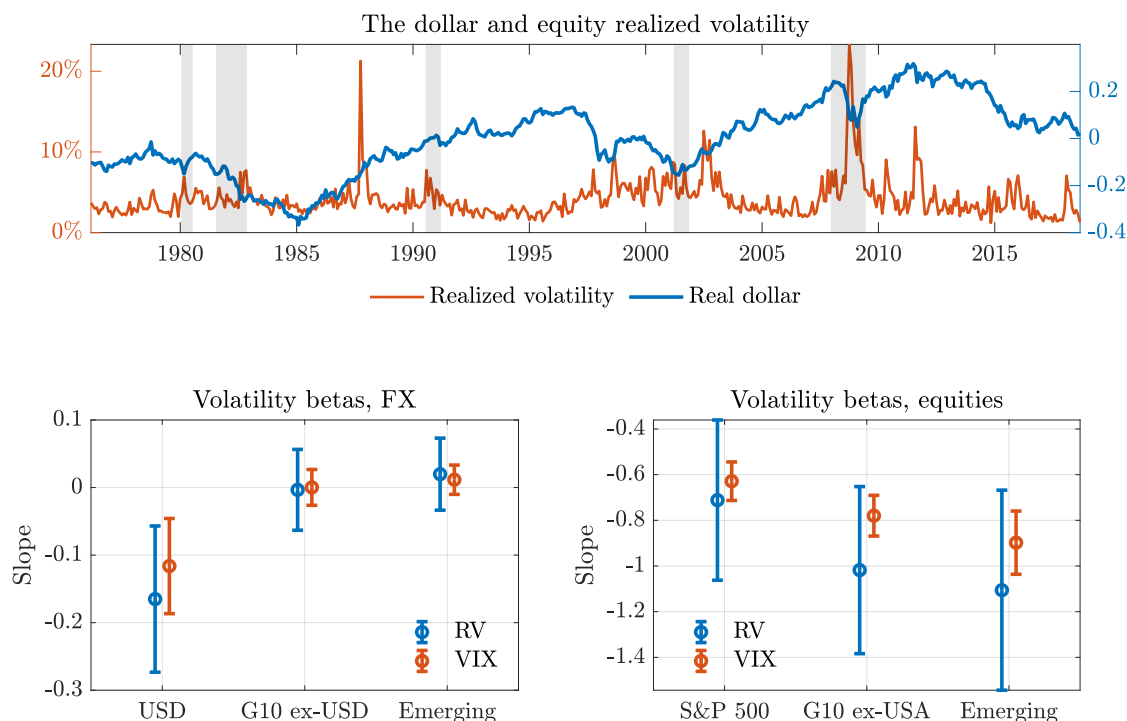 The dollar and equity realized volatility
20%
10%
0%
0.2
0
-0.2
-0.4
1980 1985 1990 1995 2000 2005 2010 2015
Realized volatility Real dollar
Volatility betas, FX
Slope
0.1
0
-0.1
-0.2
-0.3
RV
VIX
USD G10 ex-USD Emerging
Volatility betas, equities
Slope
-0.4
-0.6
-0.8
-1
-1.2
-1.4
RV
VIX
S&P 500 G10 ex-USA Emerging